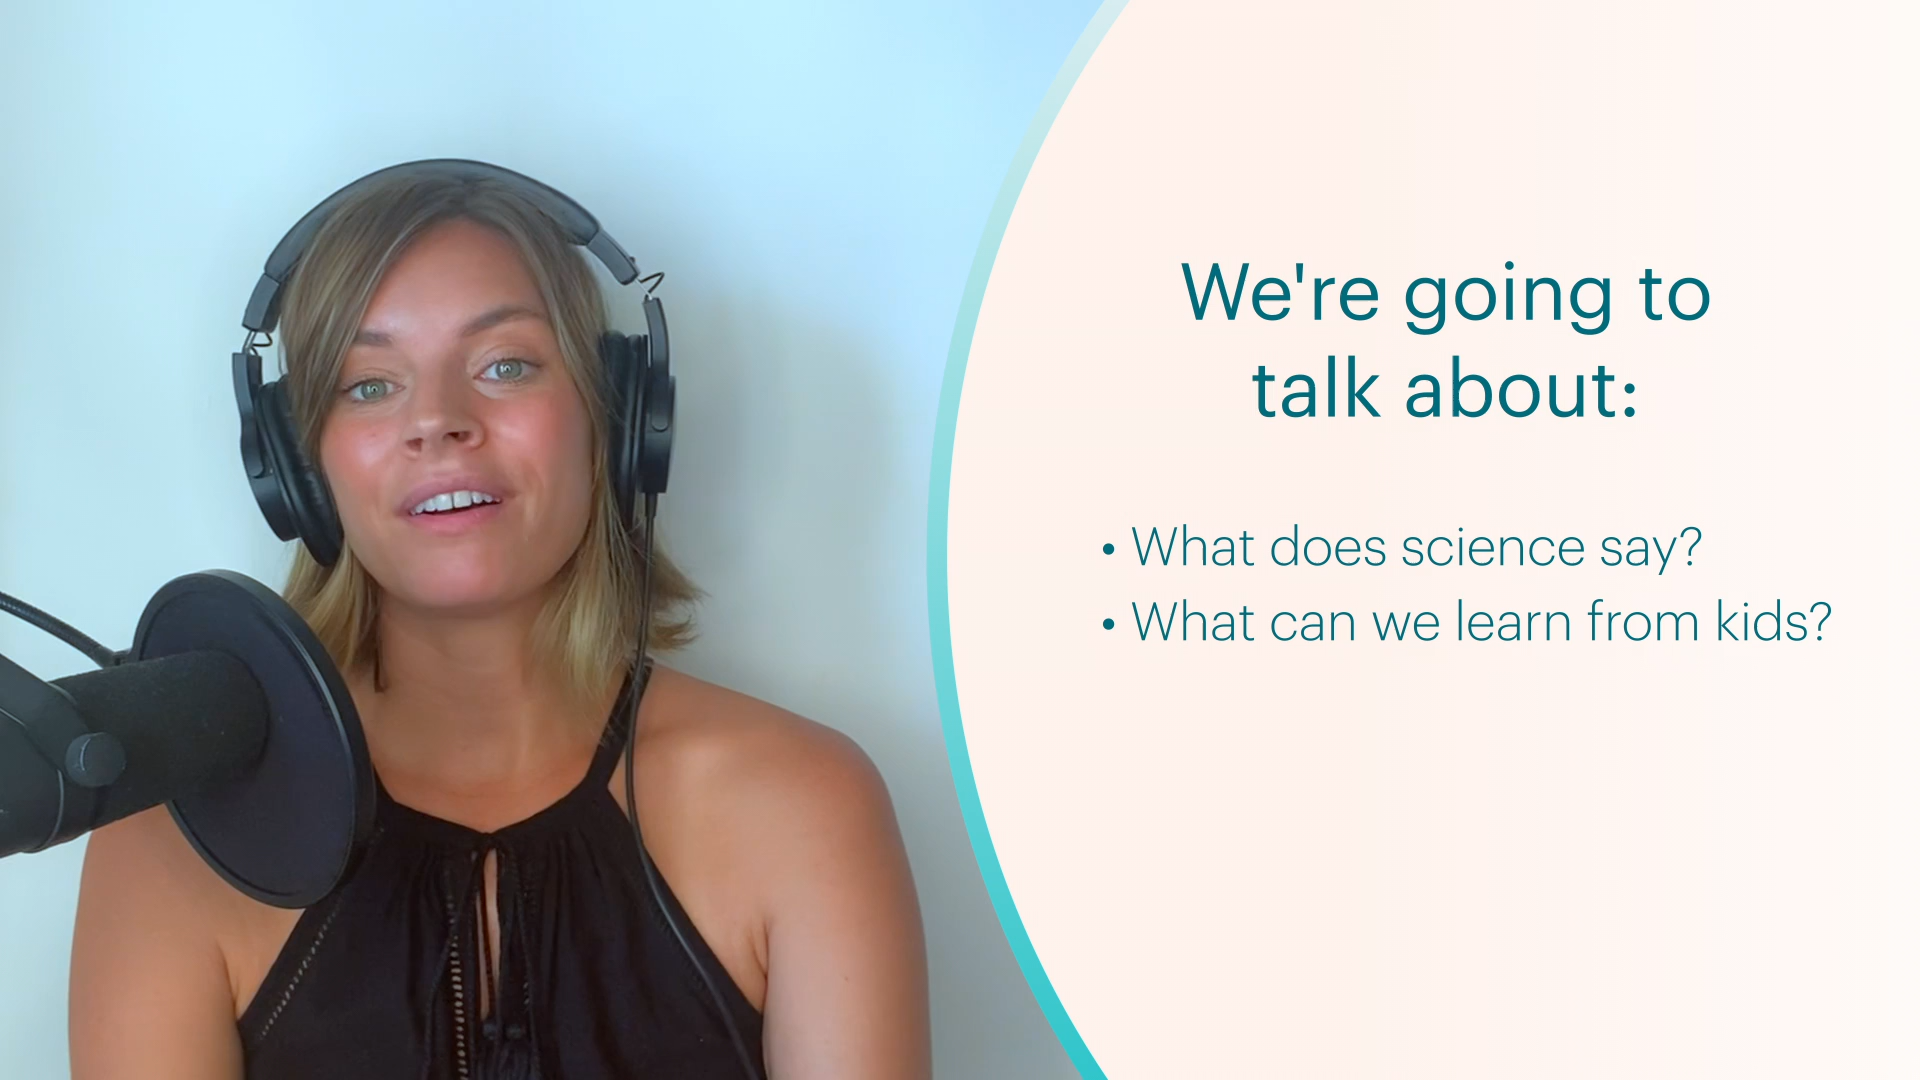 We're going to
talk about:
• What does science say?
• What can we learn from kids?